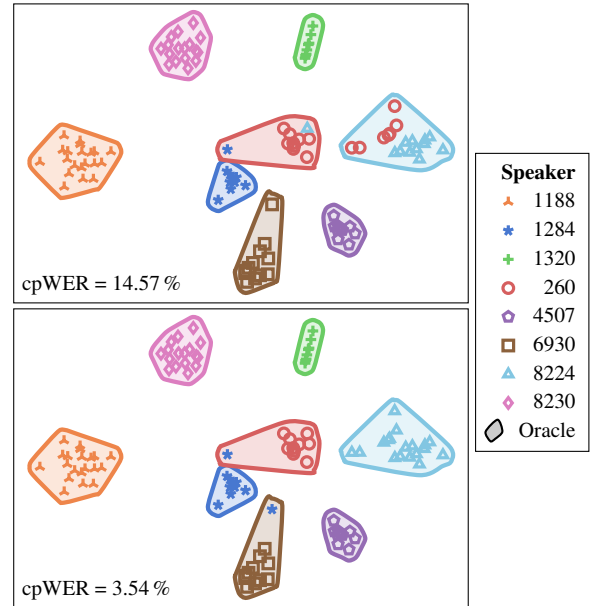 cpWER = 14.57 %
cpWER = 3.54 %
Speaker
1188
1284
1320
260
4507
6930
8224
8230
Oracle